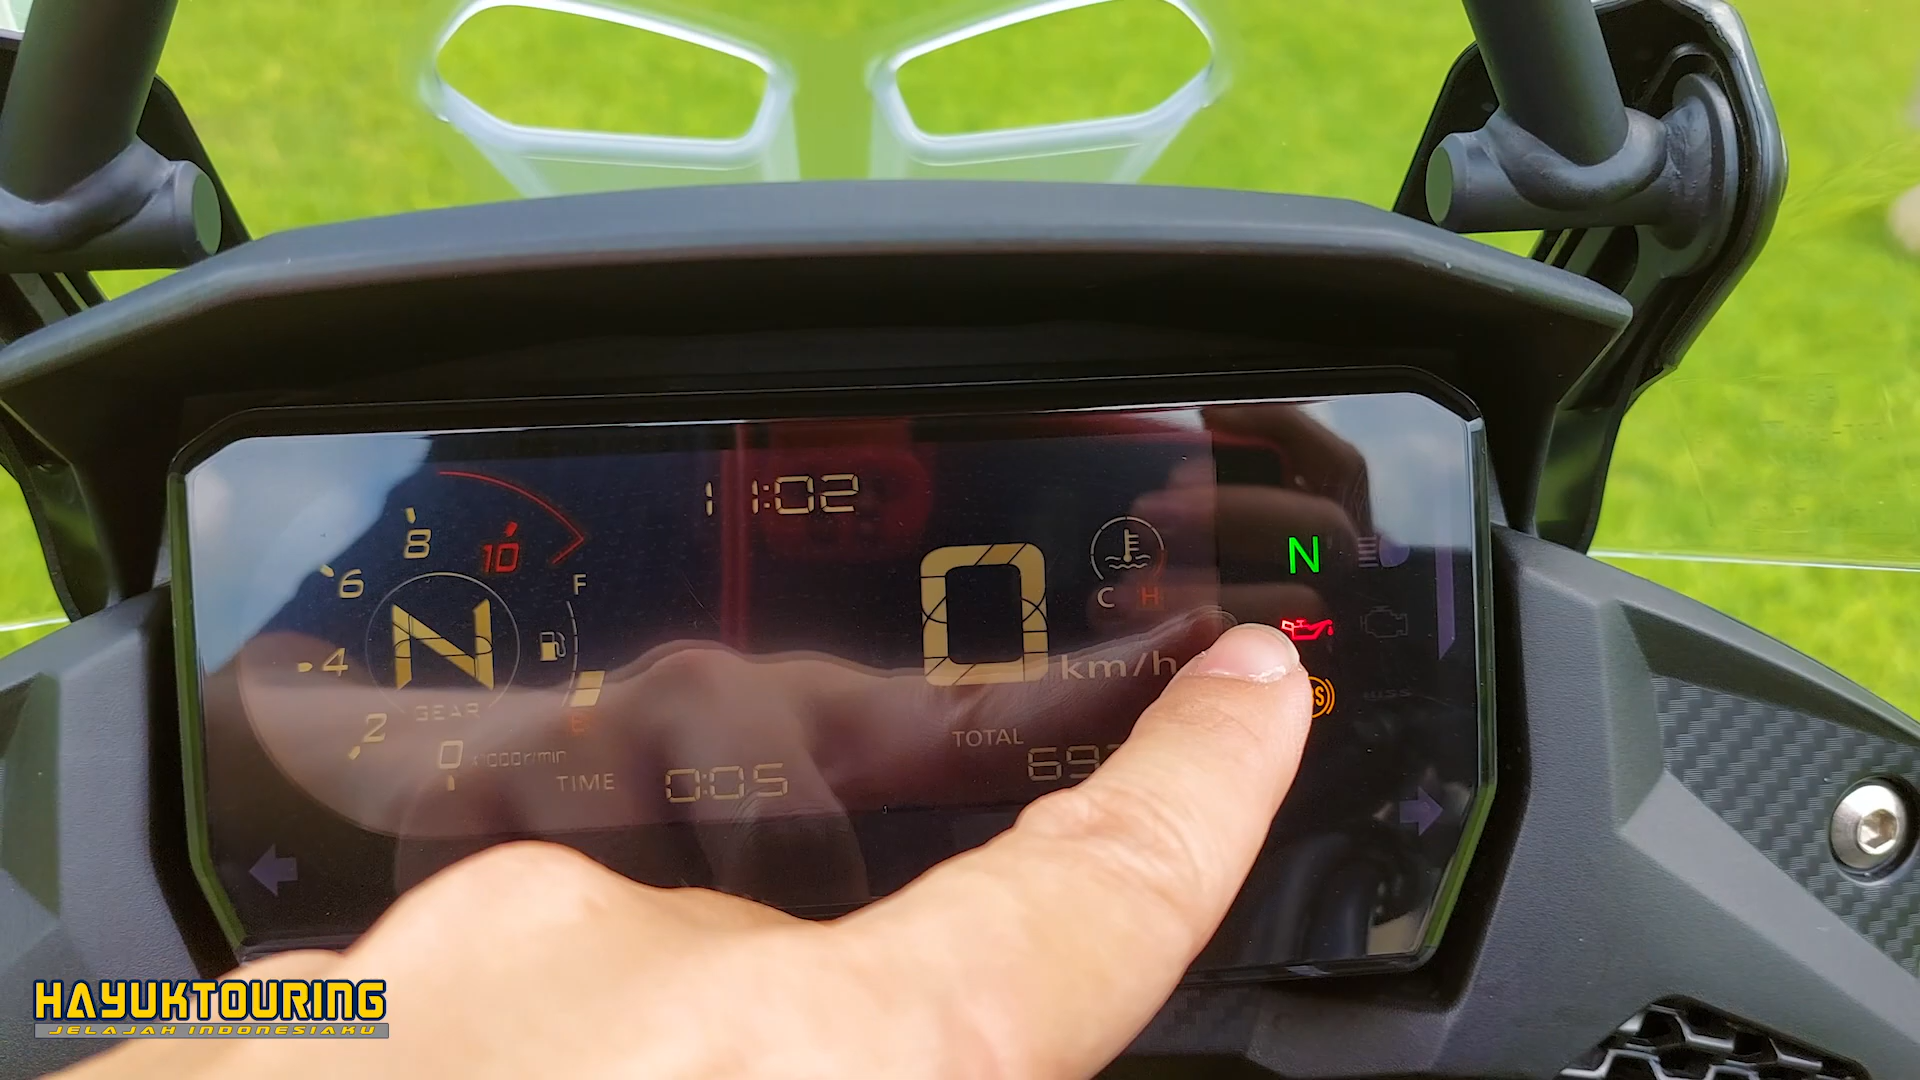 11:02
8
10
6
F
N
N
C H
0
km/h
4
GEAR
E
2
TOTAL
0
x1000r/min
TIME
0:05
HAYUKTOURING
JELAJAH INDONESIAKU